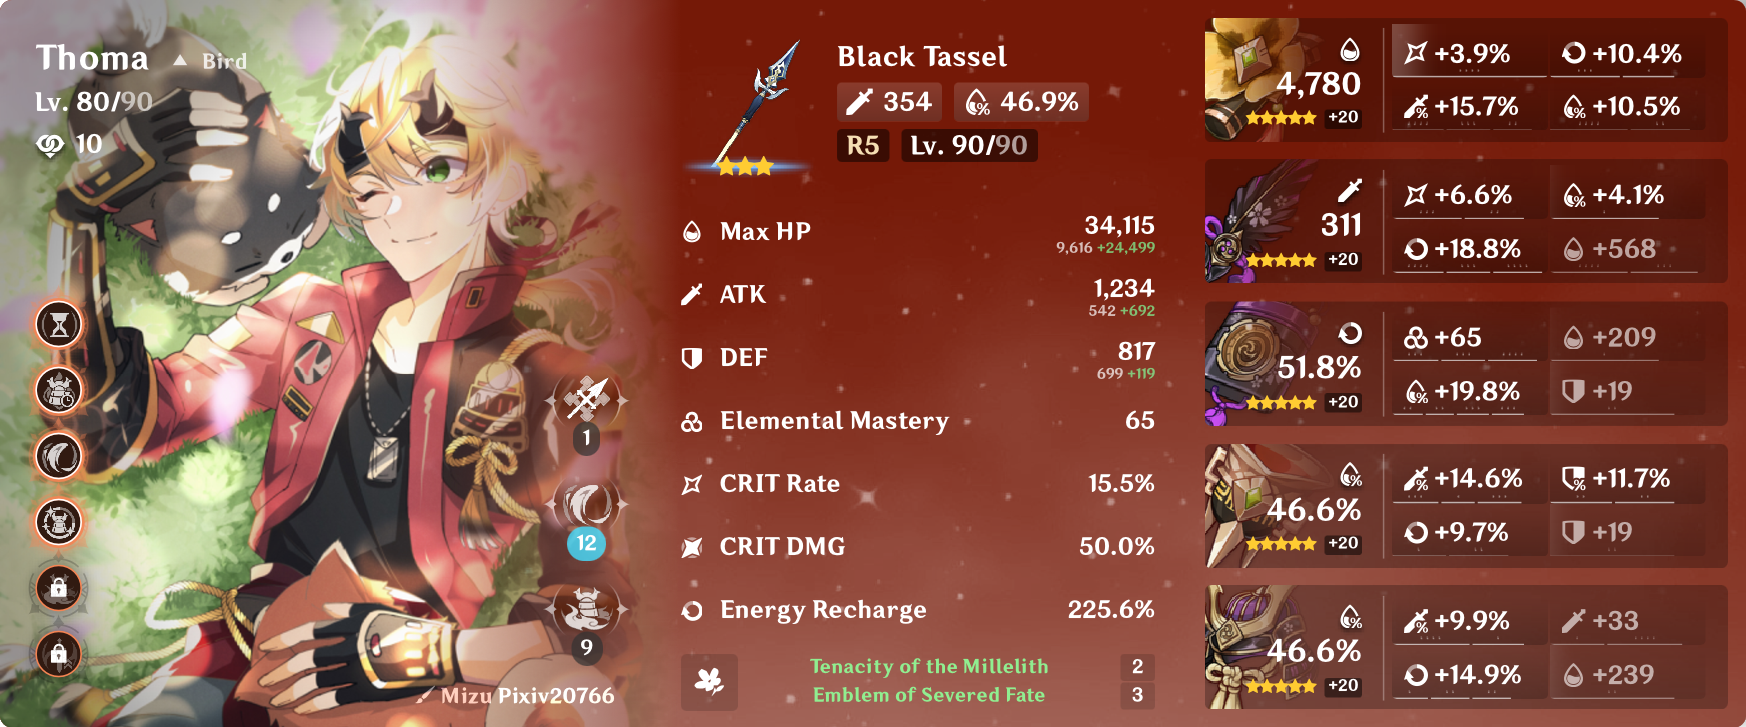 Thoma Bird
Lv. 80/90
10
1
12
9
Mizu Pixiv20766
Black Tassel
354 46.9%
R5 Lv. 90/90
Max HP 34,115
9,616 +24,499
ATK 1,234
542 +692
DEF 817
699 +119
Elemental Mastery 65
CRIT Rate 15.5%
CRIT DMG 50.0%
Energy Recharge 225.6%
Tenacity of the Millelith 2
Emblem of Severed Fate 3
4,780
+20
+3.9% +10.4%
+15.7% +10.5%
311
+20
+6.6% +4.1%
+18.8% +568
51.8%
+20
+65 +209
+19.8% +19
46.6%
+20
+14.6% +11.7%
+9.7% +19
46.6%
+20
+9.9% +33
+14.9% +239